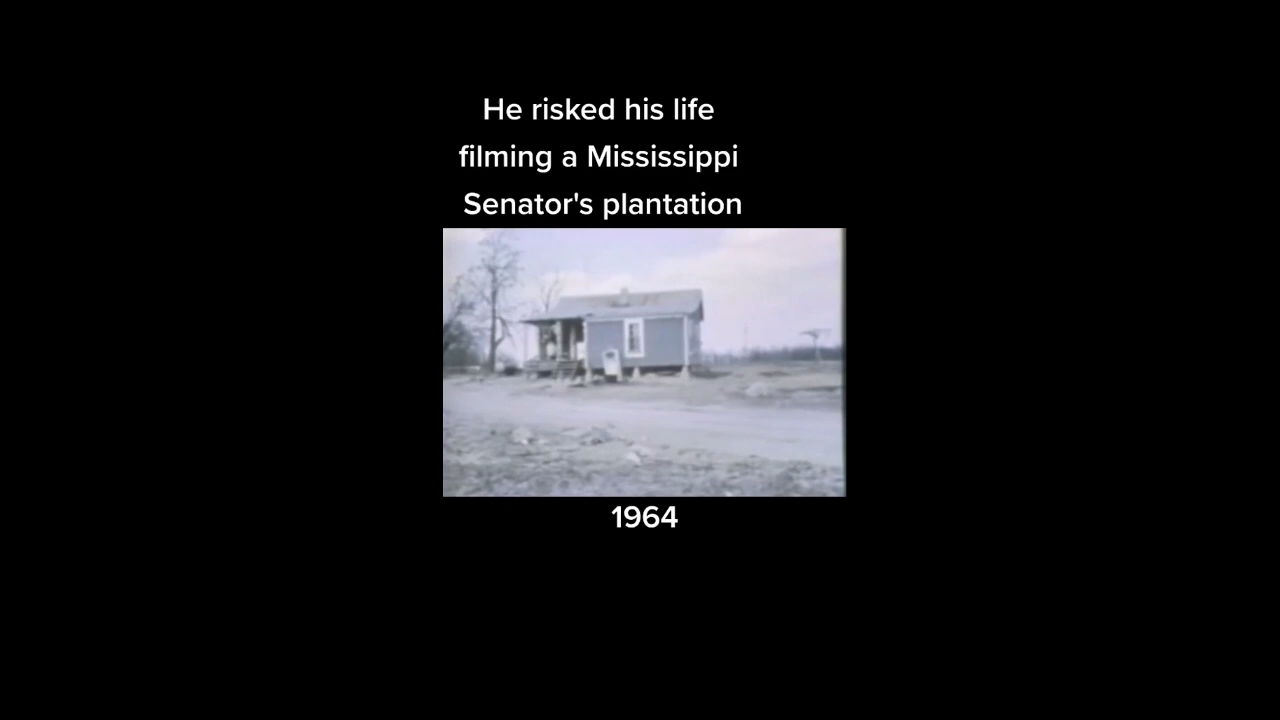 He risked his life
filming a Mississippi
Senator's plantation
1964